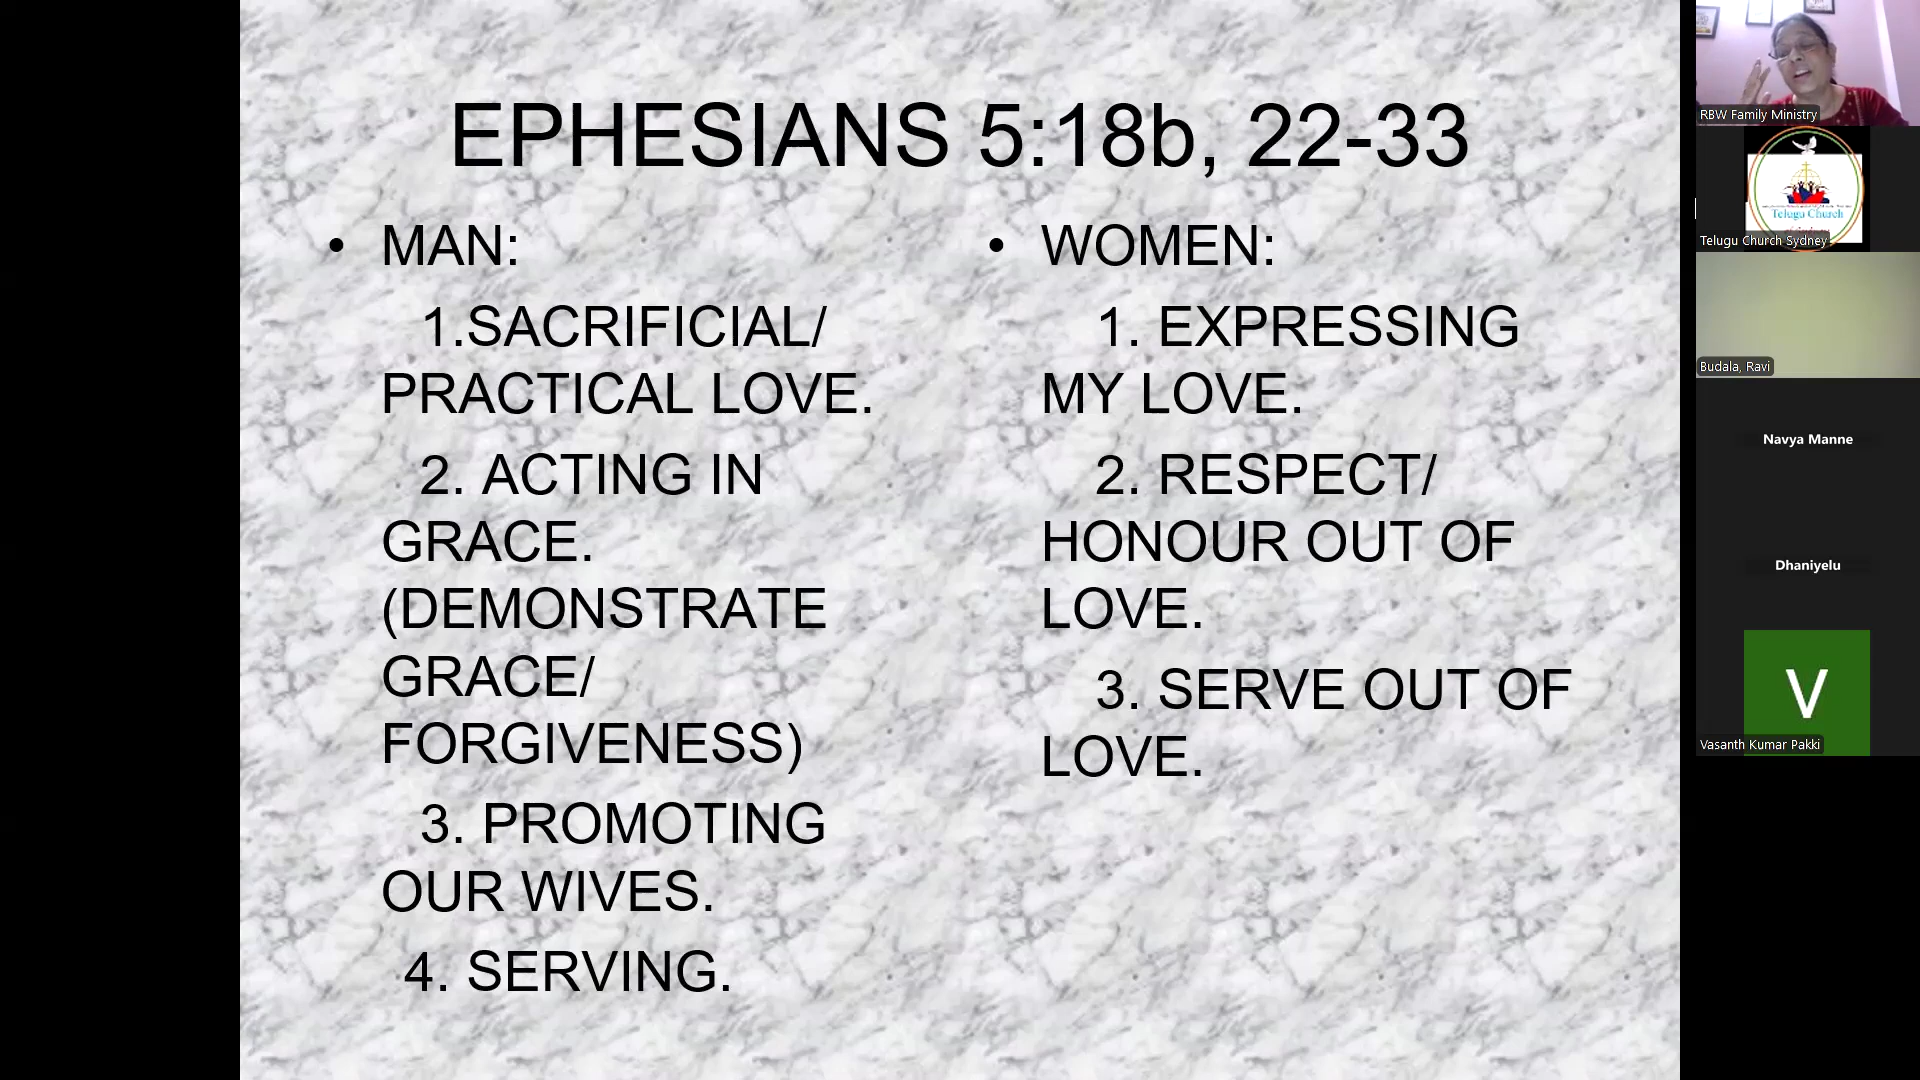 EPHESIANS 5:18b, 22-33
• MAN:
1.SACRIFICIAL/
PRACTICAL LOVE.
2. ACTING IN
GRACE.
(DEMONSTRATE
GRACE/
FORGIVENESS)
3. PROMOTING
OUR WIVES.
4. SERVING.
• WOMEN:
1. EXPRESSING
MY LOVE.
2. RESPECT/
HONOUR OUT OF
LOVE.
3. SERVE OUT OF
LOVE.
RBW Family Ministry
Telugu Church
Telugu Church Sydney
Budala, Ravi
Navya Manne
Dhaniyelu
V
Vasanth Kumar Pakki